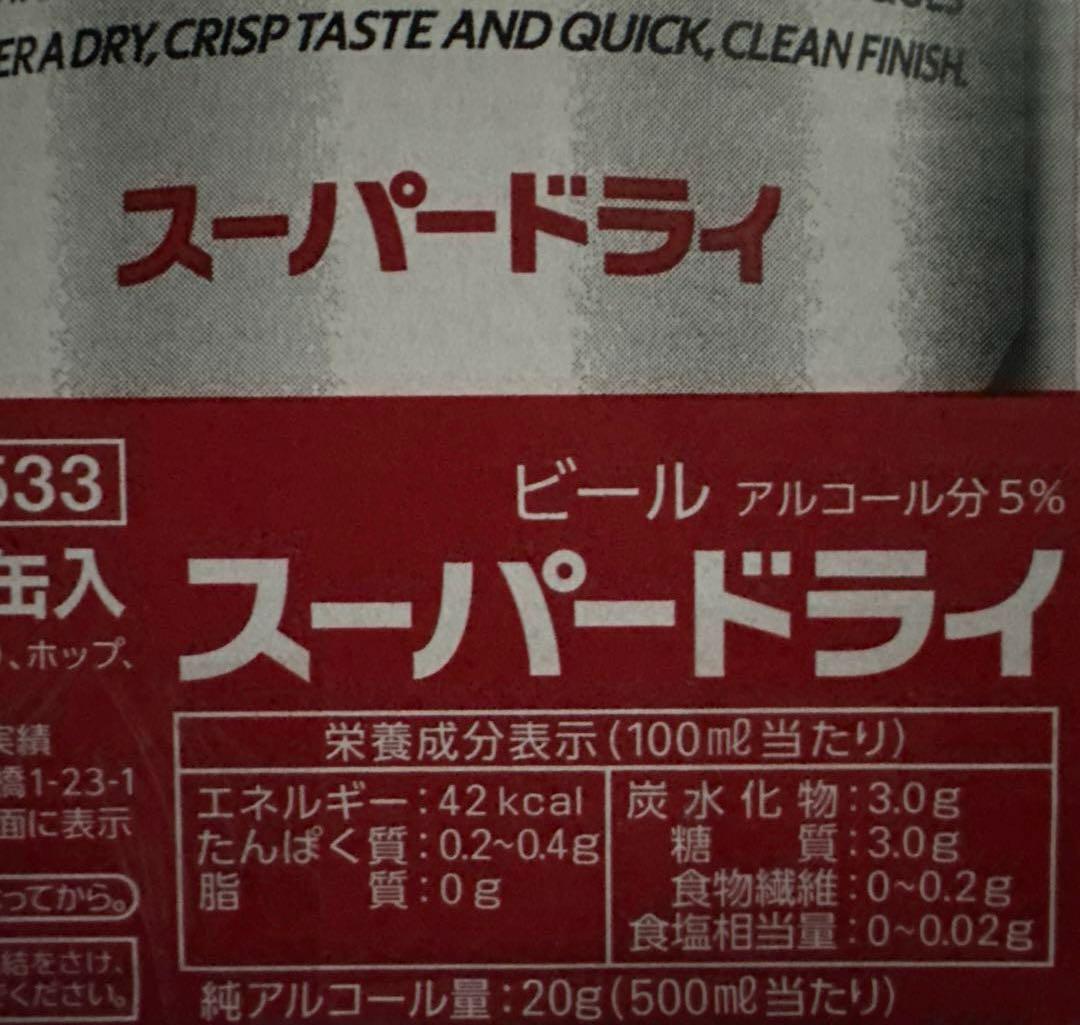 ERA DRY, CRISP TASTE AND QUICK, CLEAN FINISH.
スーパードライ
533
ビール アルコール分5%
缶入
スーパードライ
、ホップ、
栄養成分表示(100mℓ当たり)
エネルギー:42kcal
たんぱく質:0.2~0.4g
脂質:0g
炭水化物:3.0g
糖質:3.0g
食物繊維:0~0.2g
食塩相当量:0~0.02g
純アルコール量:20g(500mℓ当たり)
実績
橋1-23-1
面に表示
ってから。
結をさけ、
ください。